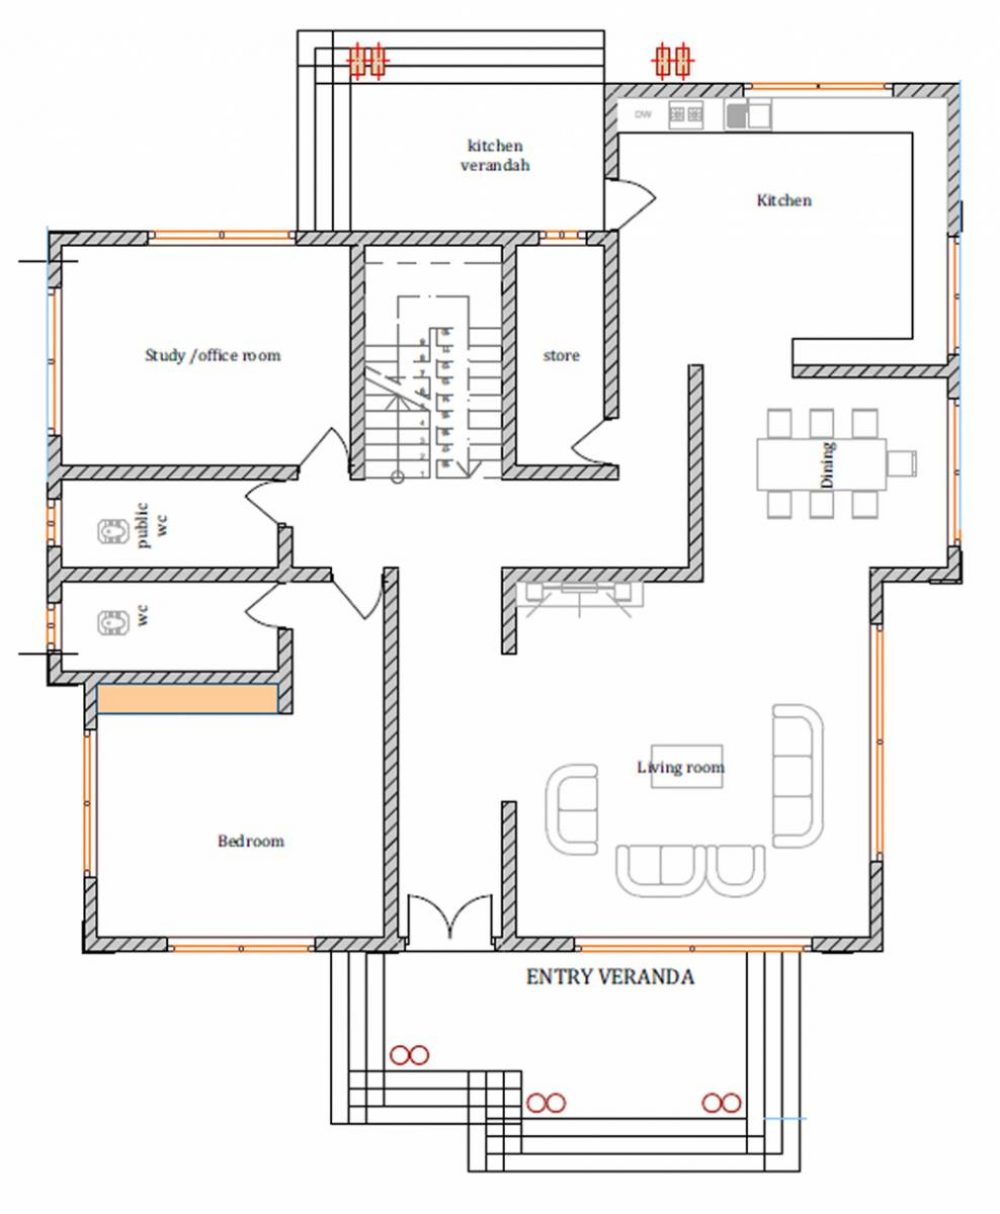 kitchen
verandah
DW
Kitchen
Study /office room
store
Dining
public
wc
wc
Living room
Bedroom
ENTRY VERANDA